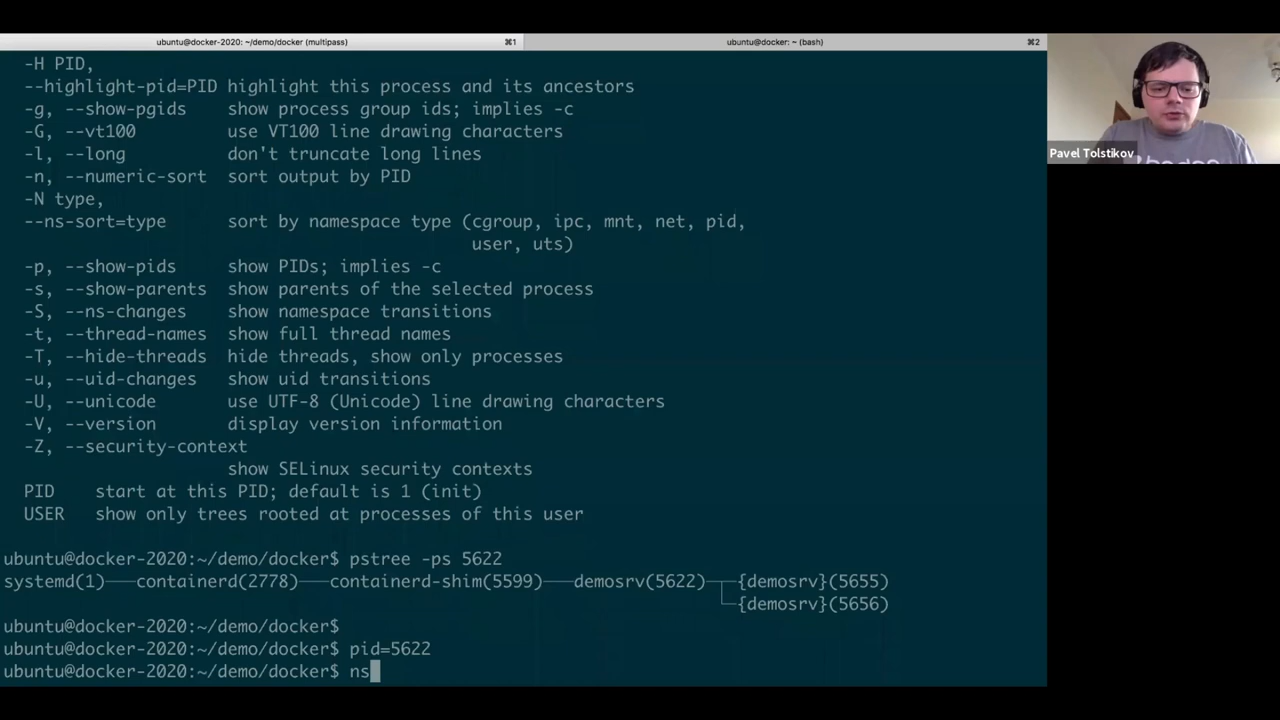 ubuntu@docker-2020: ~/demo/docker (multipass) ⌘1 ubuntu@docker: ~ (bash) ⌘2
-H PID,
--highlight-pid=PID highlight this process and its ancestors
-g, --show-pgids show process group ids; implies -c
-G, --vt100 use VT100 line drawing characters
-l, --long don't truncate long lines
-n, --numeric-sort sort output by PID
-N type,
--ns-sort=type sort by namespace type (cgroup, ipc, mnt, net, pid,
user, uts)
-p, --show-pids show PIDs; implies -c
-s, --show-parents show parents of the selected process
-S, --ns-changes show namespace transitions
-t, --thread-names show full thread names
-T, --hide-threads hide threads, show only processes
-u, --uid-changes show uid transitions
-U, --unicode use UTF-8 (Unicode) line drawing characters
-V, --version display version information
-Z, --security-context
show SELinux security contexts
PID start at this PID; default is 1 (init)
USER show only trees rooted at processes of this user
ubuntu@docker-2020:~/demo/docker$ pstree -ps 5622
systemd(1)───containerd(2778)───containerd-shim(5599)───demosrv(5622)─┬─{demosrv}(5655)
└─{demosrv}(5656)
ubuntu@docker-2020:~/demo/docker$
ubuntu@docker-2020:~/demo/docker$ pid=5622
ubuntu@docker-2020:~/demo/docker$ ns
Pavel Tolstikov